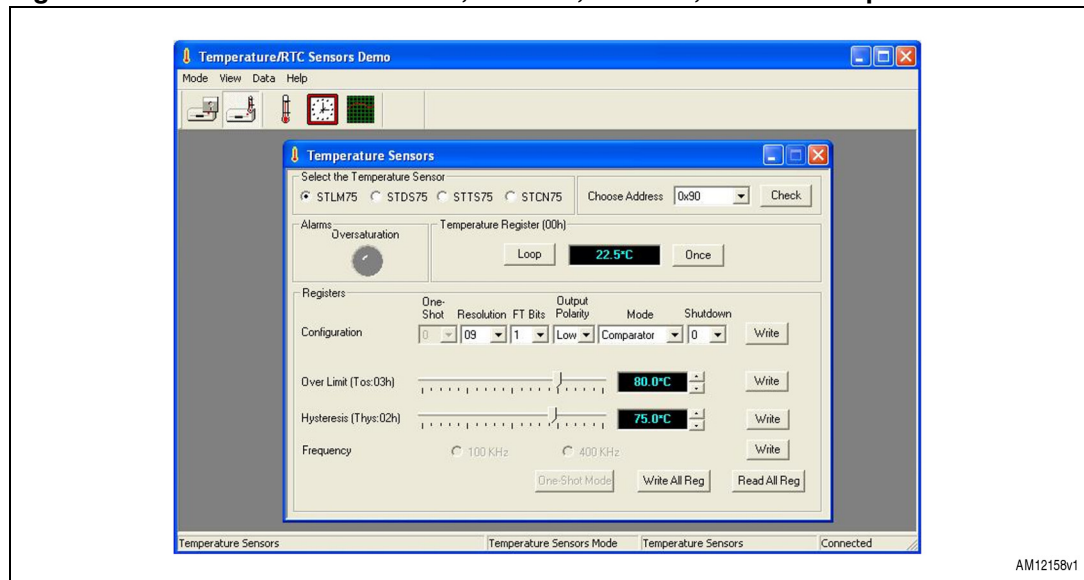 Temperature/RTC Sensors Demo
Mode View Data Help
Temperature Sensors
Select the Temperature Sensor
STLM75 STDS75 STTS75 STCN75 Choose Address 0x90 Check
Alarms Temperature Register (00h)
Oversaturation
Loop 22.5°C Once
Registers
One-Shot Resolution FT Bits Output Polarity Mode Shutdown
Configuration 0 09 1 Low Comparator 0 Write
Over Limit (Tos:03h) 80.0°C Write
Hysteresis (Thys:02h) 75.0°C Write
Frequency 100 KHz 400 KHz Write
One-Shot Mode Write All Reg Read All Reg
Temperature Sensors Temperature Sensors Mode Temperature Sensors Connected
AM12158v1